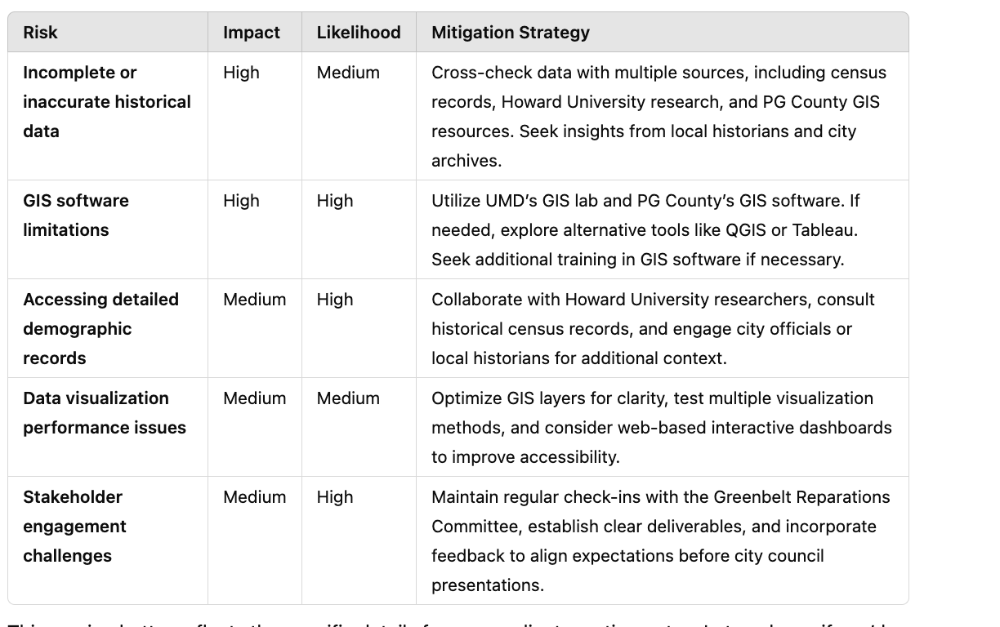 Risk Impact Likelihood Mitigation Strategy
Incomplete or High Medium Cross-check data with multiple sources, including census
inaccurate historical records, Howard University research, and PG County GIS
data resources. Seek insights from local historians and city
archives.
GIS software High High Utilize UMD’s GIS lab and PG County’s GIS software. If
limitations needed, explore alternative tools like QGIS or Tableau.
Seek additional training in GIS software if necessary.
Accessing detailed Medium High Collaborate with Howard University researchers, consult
demographic historical census records, and engage city officials or
records local historians for additional context.
Data visualization Medium Medium Optimize GIS layers for clarity, test multiple visualization
performance issues methods, and consider web-based interactive dashboards
to improve accessibility.
Stakeholder Medium High Maintain regular check-ins with the Greenbelt Reparations
engagement Committee, establish clear deliverables, and incorporate
challenges feedback to align expectations before city council
presentations.